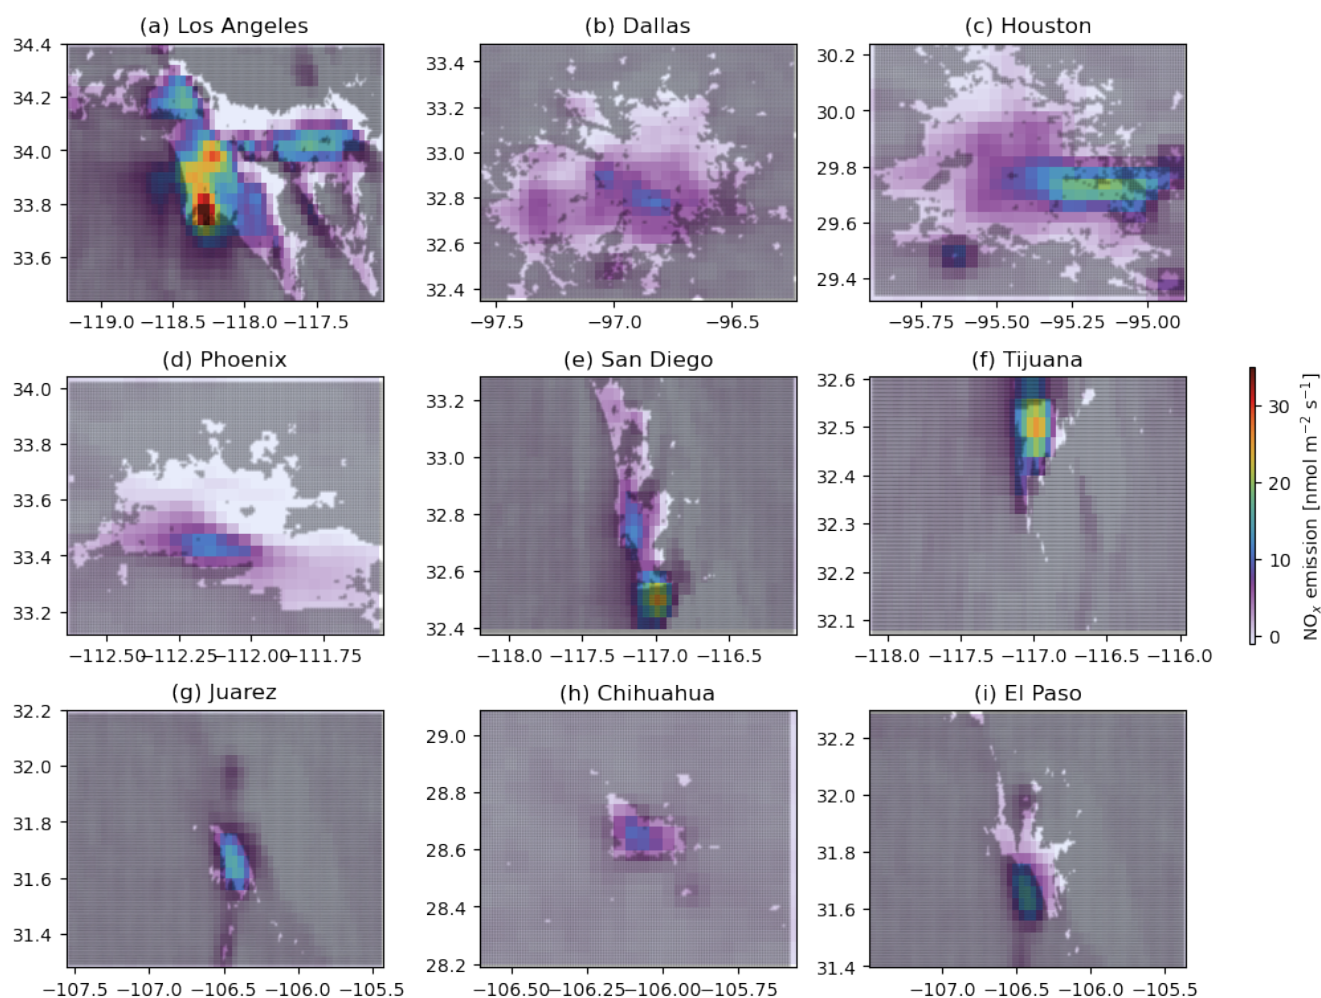 (a) Los Angeles
(b) Dallas
(c) Houston
34.4
34.2
34.0
33.8
33.6
−119.0 −118.5 −118.0 −117.5
33.4
33.2
33.0
32.8
32.6
32.4
−97.5 −97.0 −96.5
30.2
30.0
29.8
29.6
29.4
−95.75 −95.50 −95.25 −95.00
(d) Phoenix
(e) San Diego
(f) Tijuana
34.0
33.8
33.6
33.4
33.2
−112.50 −112.25 −112.00 −111.75
33.2
33.0
32.8
32.6
32.4
−118.0 −117.5 −117.0 −116.5
32.6
32.5
32.4
32.3
32.2
32.1
−118.0 −117.5 −117.0 −116.5 −116.0
30
20
10
0
NOx emission [nmol m⁻² s⁻¹]
(g) Juarez
(h) Chihuahua
(i) El Paso
32.2
32.0
31.8
31.6
31.4
−107.5 −107.0 −106.5 −106.0 −105.5
29.0
28.8
28.6
28.4
28.2
−106.50 −106.25 −106.00 −105.75
32.2
32.0
31.8
31.6
31.4
−107.0 −106.5 −106.0 −105.5